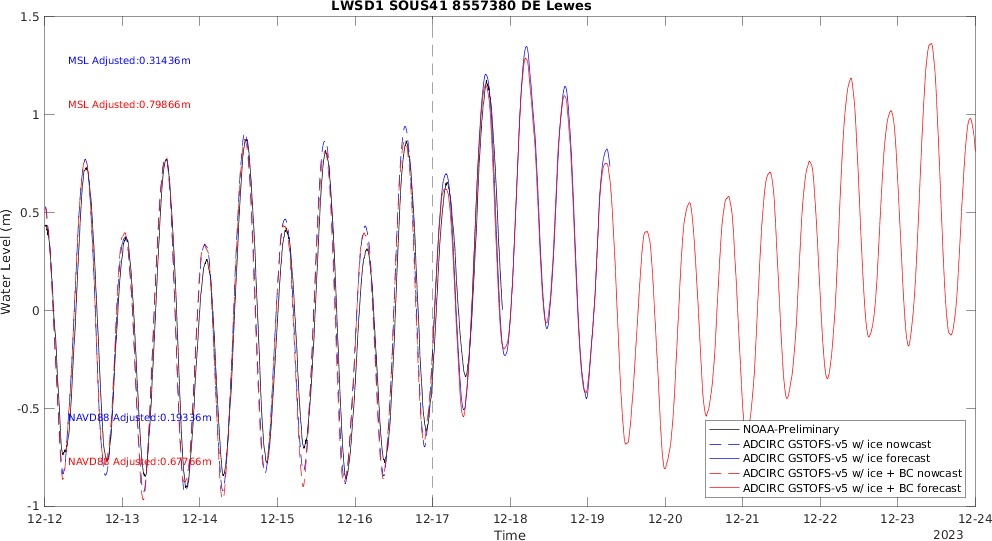 LWSD1 SOUS41 8557380 DE Lewes
1.5
1
0.5
0
-0.5
-1
Water Level (m)
MSL Adjusted:0.31436m
MSL Adjusted:0.79866m
NAVD88 Adjusted:0.19336m
NAVD88 Adjusted:0.67766m
NOAA-Preliminary
ADCIRC GSTOFS-v5 w/ ice nowcast
ADCIRC GSTOFS-v5 w/ ice forecast
ADCIRC GSTOFS-v5 w/ ice + BC nowcast
ADCIRC GSTOFS-v5 w/ ice + BC forecast
12-12 12-13 12-14 12-15 12-16 12-17 12-18 12-19 12-20 12-21 12-22 12-23 12-24
Time
2023